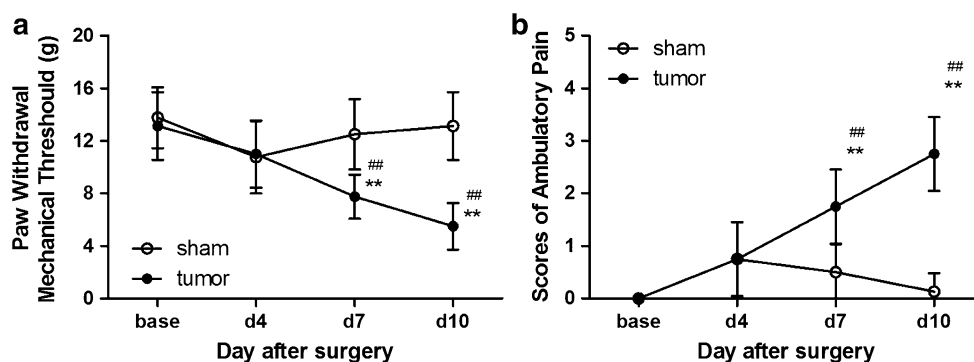 a
Paw Withdrawal
Mechanical Threshould (g)
20
16
12
8
4
0
##
**
##
**
sham
tumor
base d4 d7 d10
Day after surgery
b
Scores of Ambulatory Pain
5
4
3
2
1
0
sham
tumor
##
**
##
**
base d4 d7 d10
Day after surgery